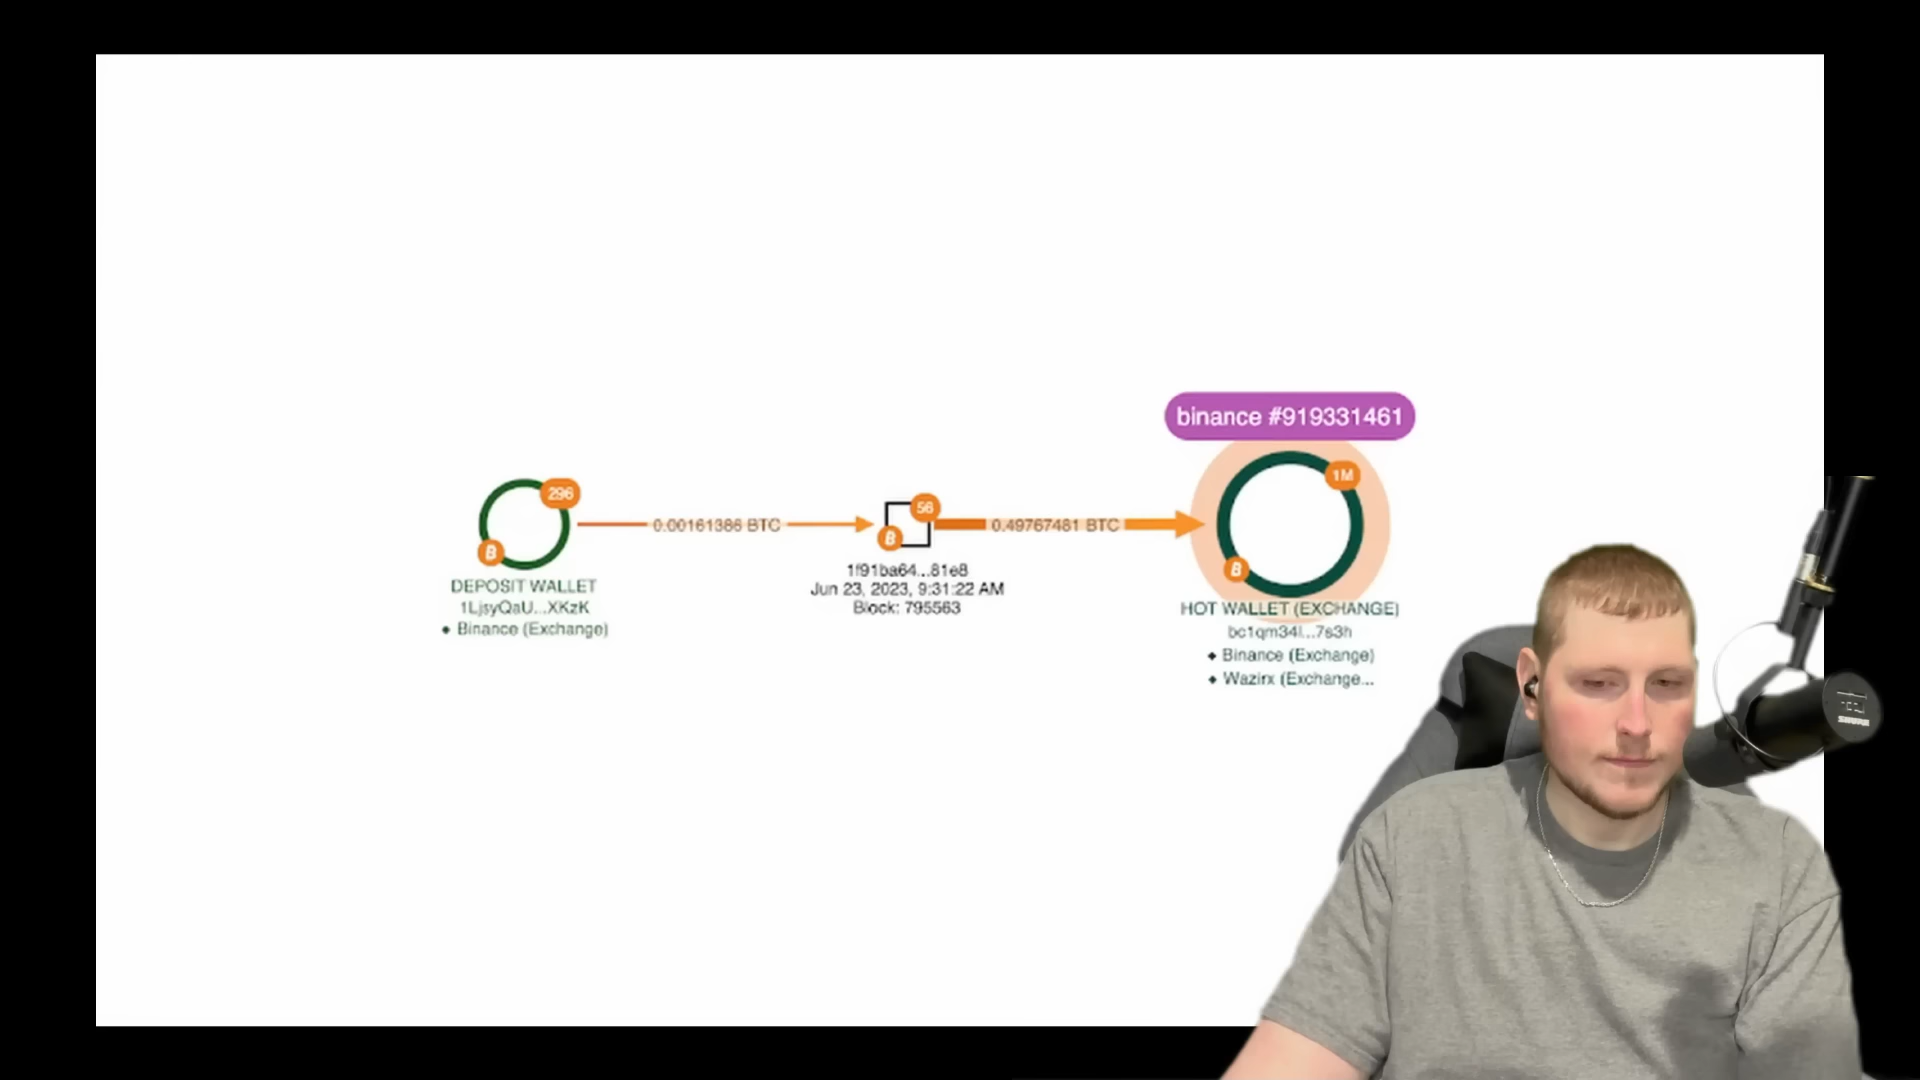 binance #919331461
296
B
0.00161386 BTC
56
B
0.49767481 BTC
1M
B
DEPOSIT WALLET
1LjsyQaU...XKzK
◆ Binance (Exchange)
1f91ba64...81e8
Jun 23, 2023, 9:31:22 AM
Block: 795563
HOT WALLET (EXCHANGE)
bc1qm34l...7s3h
◆ Binance (Exchange)
◆ Wazirx (Exchange...
SHURE